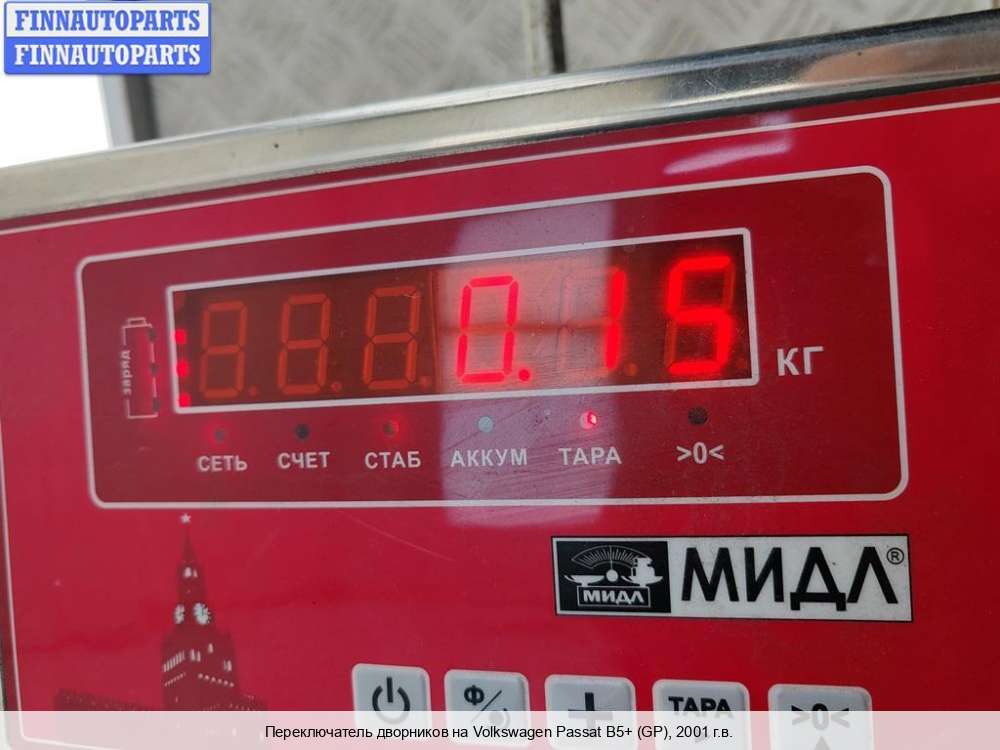 FINNAUTOPARTS
FINNAUTOPARTS
заряд
0.15
КГ
СЕТЬ СЧЕТ СТАБ АККУМ ТАРА >0<
МИДЛ
МИДЛ®
Ф/
+
ТАРА
>0<
Переключатель дворников на Volkswagen Passat B5+ (GP), 2001 г.в.